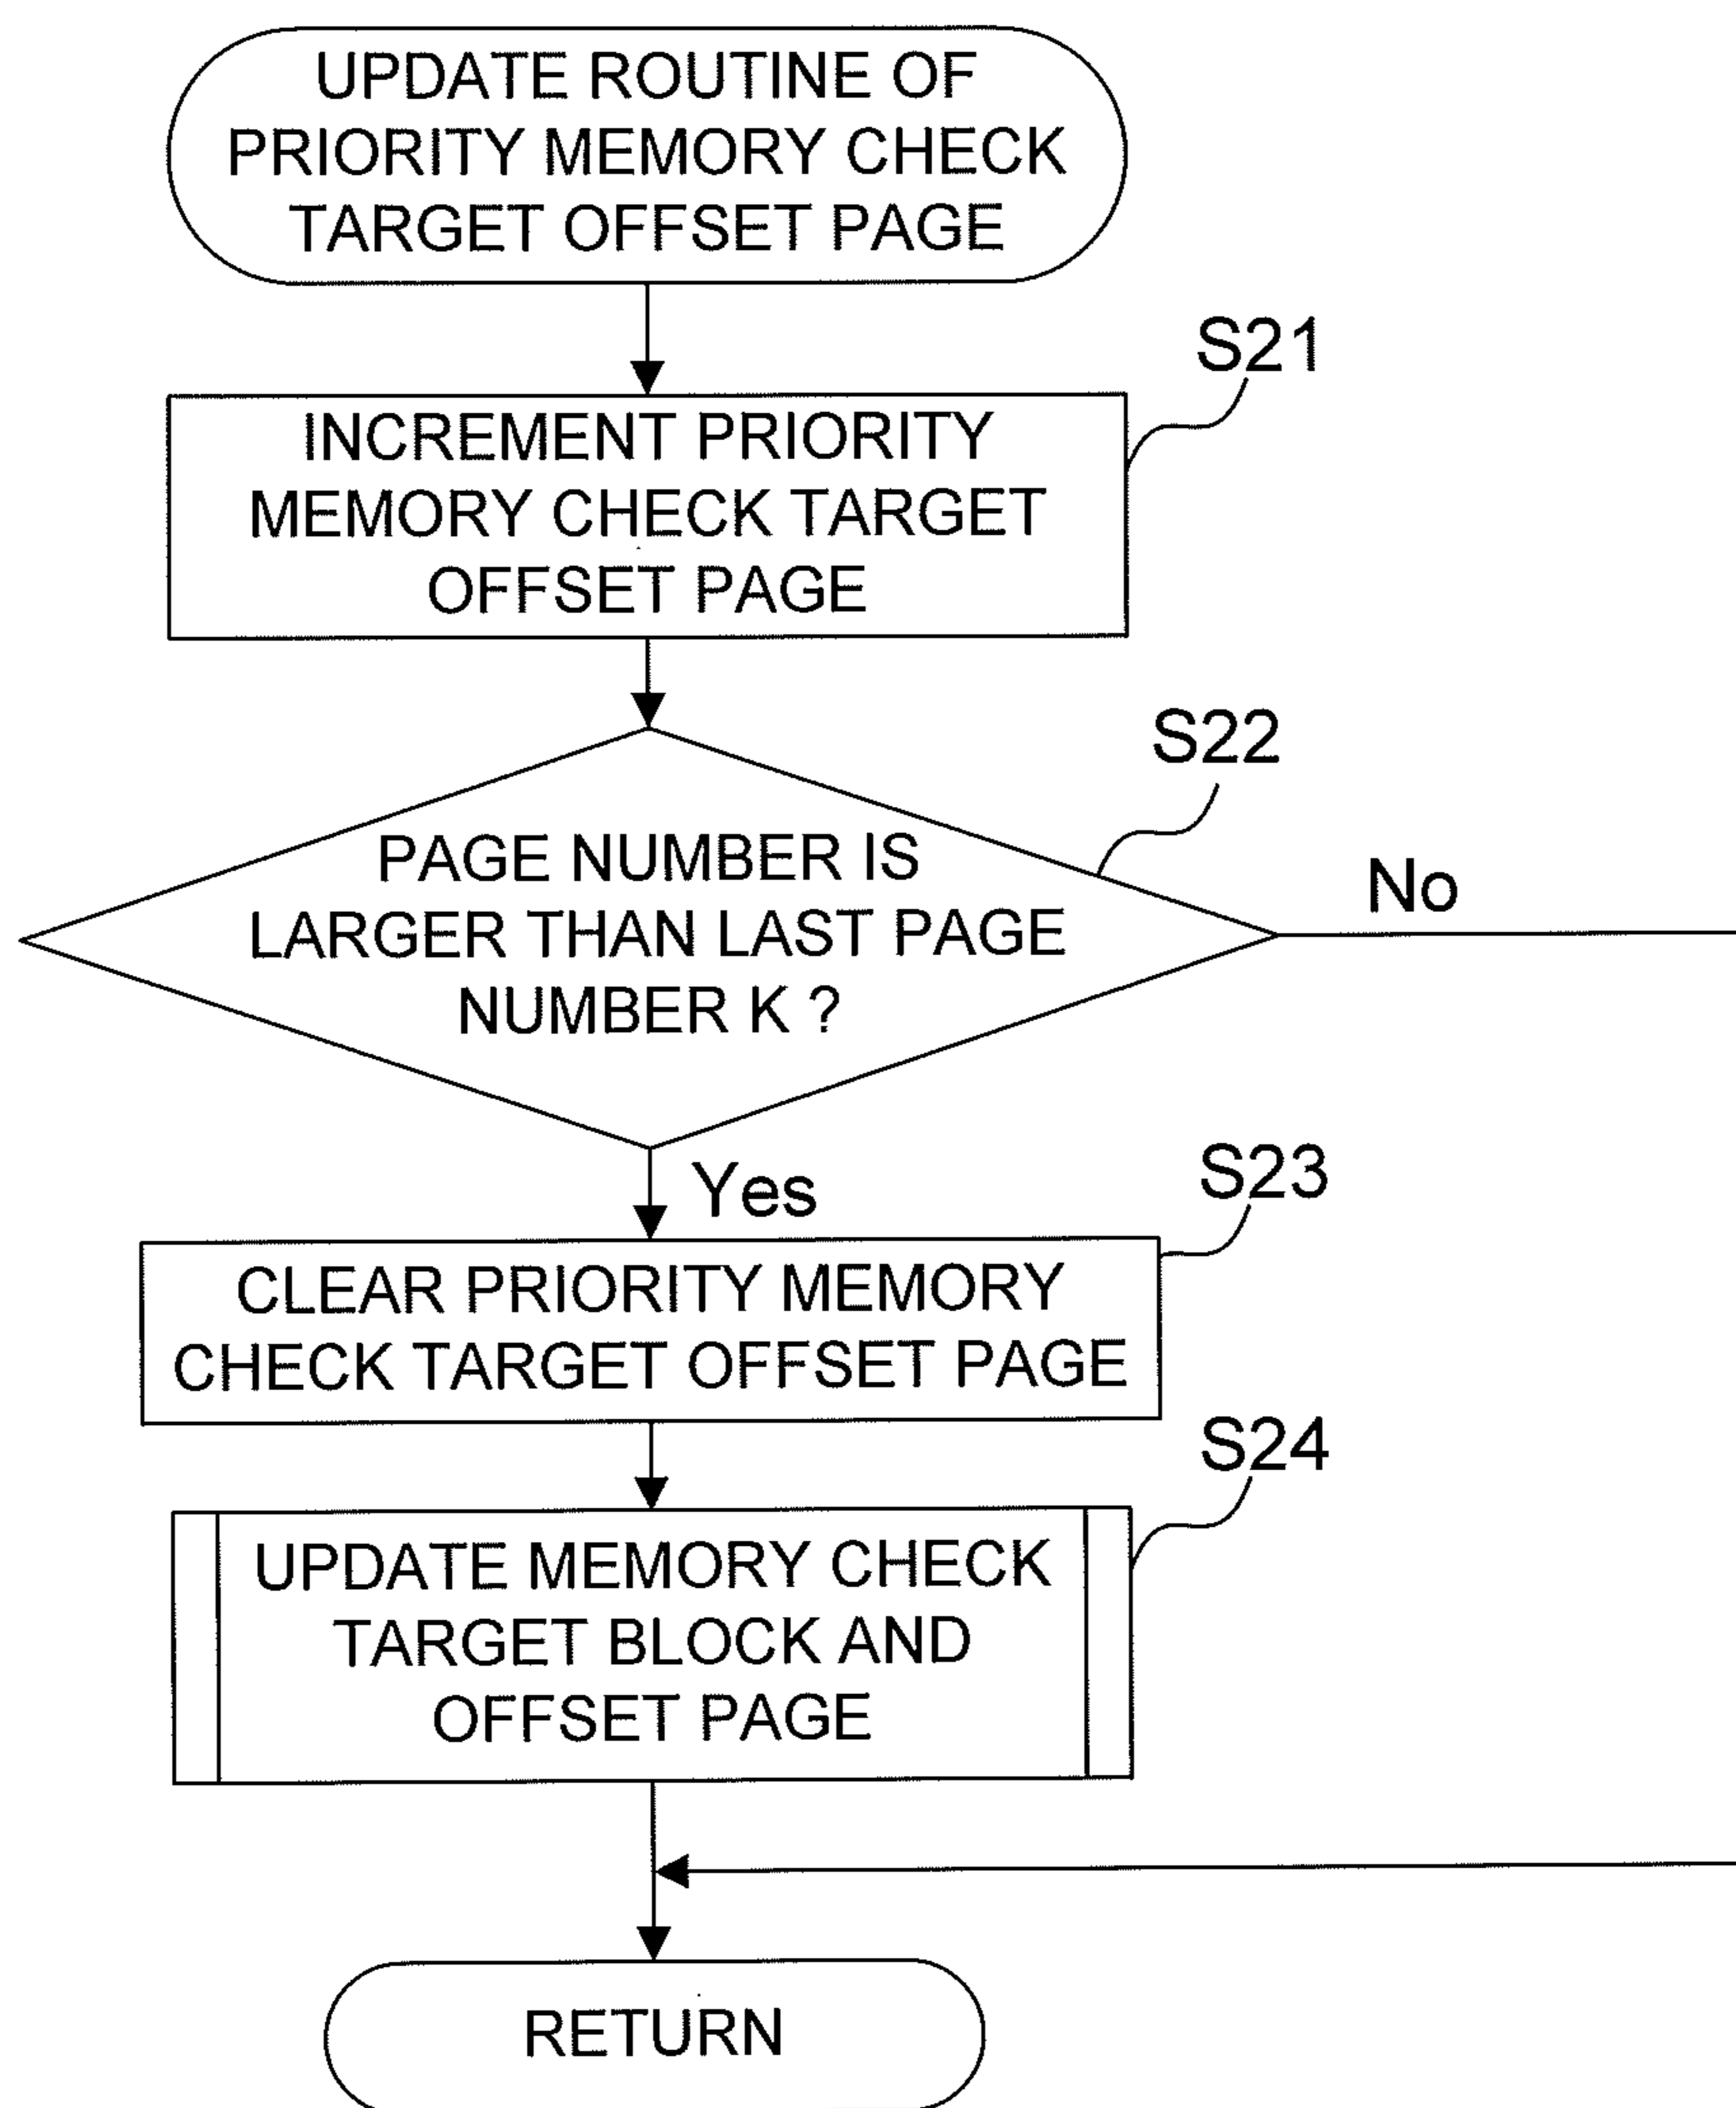 UPDATE ROUTINE OF
PRIORITY MEMORY CHECK
TARGET OFFSET PAGE
S21
INCREMENT PRIORITY
MEMORY CHECK TARGET
OFFSET PAGE
S22
PAGE NUMBER IS
LARGER THAN LAST PAGE
NUMBER K ?
No
Yes
S23
CLEAR PRIORITY MEMORY
CHECK TARGET OFFSET PAGE
S24
UPDATE MEMORY CHECK
TARGET BLOCK AND
OFFSET PAGE
RETURN